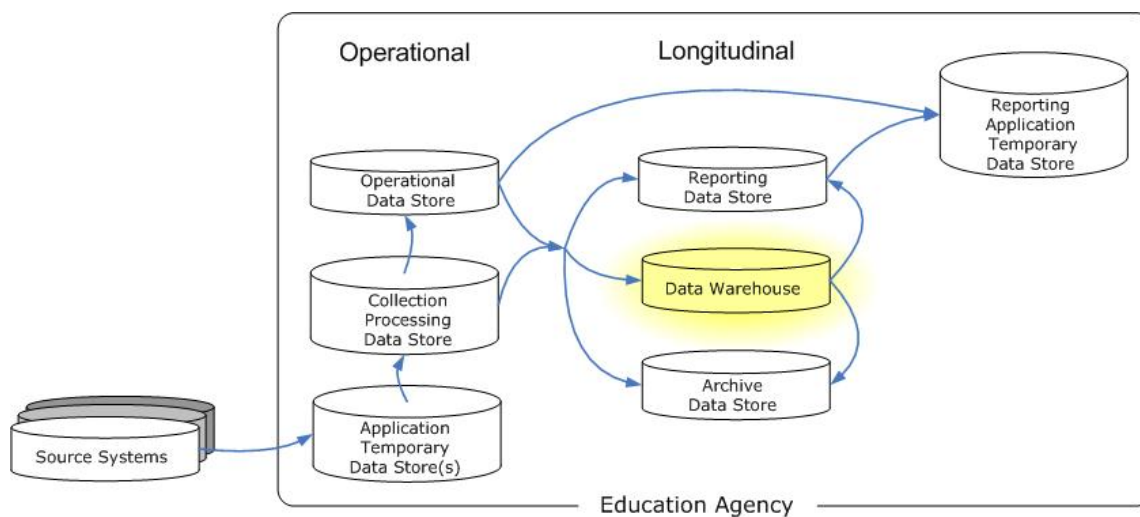 Operational
Longitudinal
Reporting
Application
Temporary
Data Store
Operational
Data Store
Reporting
Data Store
Collection
Processing
Data Store
Data Warehouse
Archive
Data Store
Source Systems
Application
Temporary
Data Store(s)
Education Agency